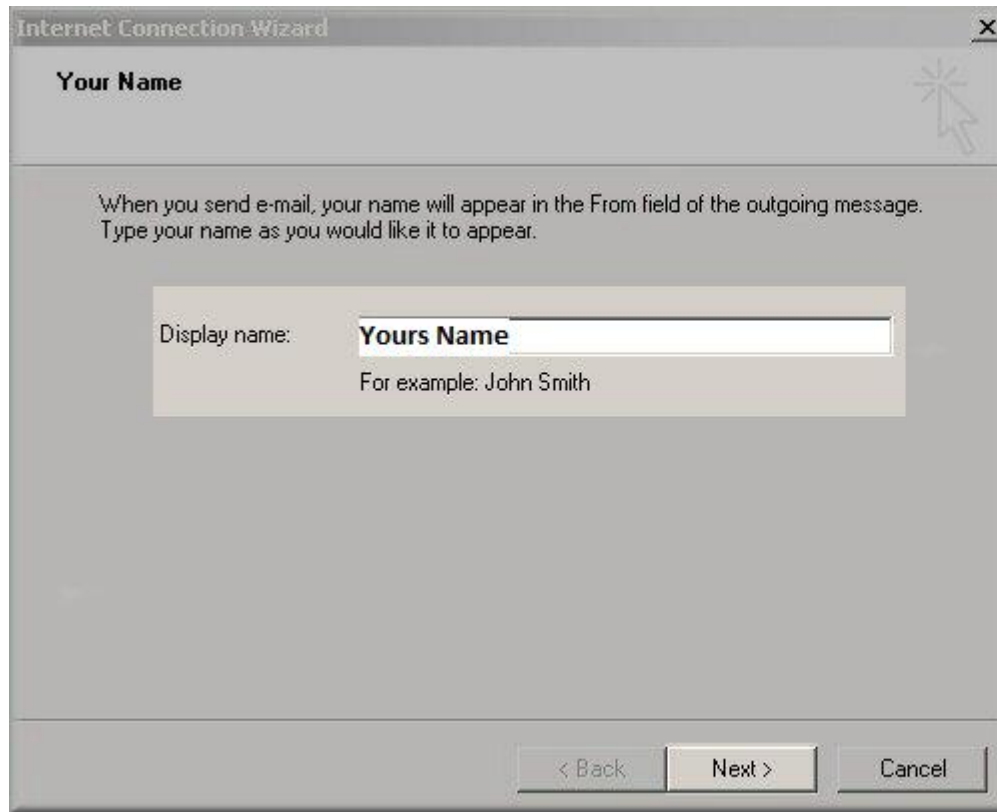 Internet Connection Wizard
Your Name
When you send e-mail, your name will appear in the From field of the outgoing message.
Type your name as you would like it to appear.
Display name: Yours Name
For example: John Smith
< Back Next > Cancel